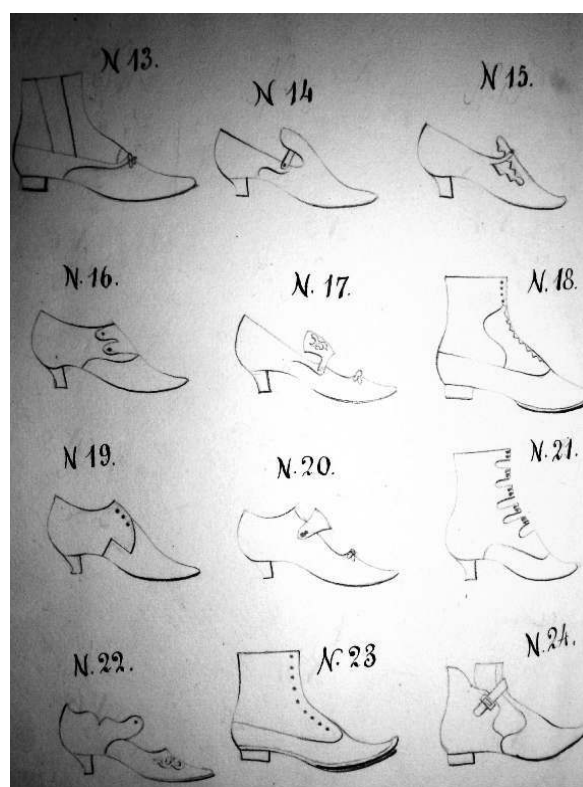 N 13.
N 14
N 15.
N. 16.
N. 17.
N. 18.
N 19.
N. 20.
N. 21.
N. 22.
N. 23
N. 24.